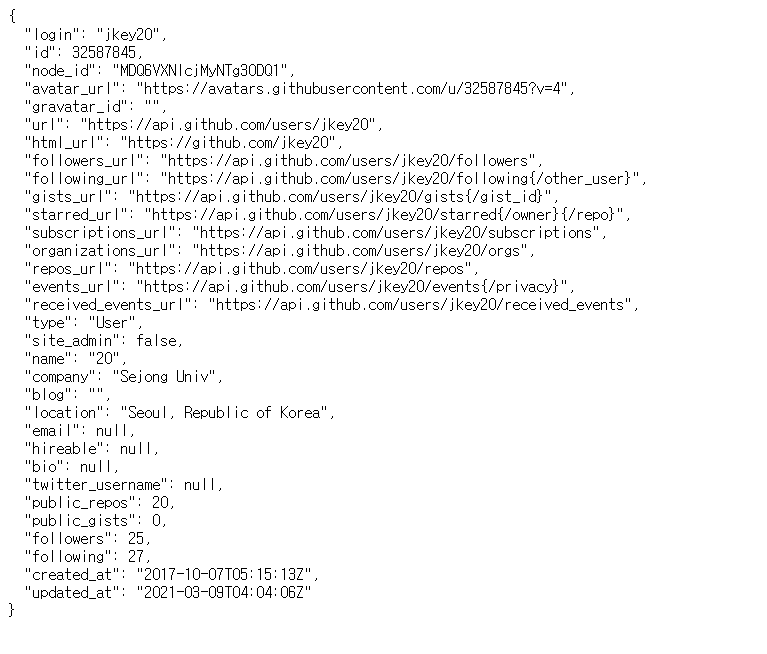 {
"login": "jkey20",
"id": 32587845,
"node_id": "MDQ6VXNlcjMyNTg3ODQ1",
"avatar_url": "https://avatars.githubusercontent.com/u/32587845?v=4",
"gravatar_id": "",
"url": "https://api.github.com/users/jkey20",
"html_url": "https://github.com/jkey20",
"followers_url": "https://api.github.com/users/jkey20/followers",
"following_url": "https://api.github.com/users/jkey20/following{/other_user}",
"gists_url": "https://api.github.com/users/jkey20/gists{/gist_id}",
"starred_url": "https://api.github.com/users/jkey20/starred{/owner}{/repo}",
"subscriptions_url": "https://api.github.com/users/jkey20/subscriptions",
"organizations_url": "https://api.github.com/users/jkey20/orgs",
"repos_url": "https://api.github.com/users/jkey20/repos",
"events_url": "https://api.github.com/users/jkey20/events{/privacy}",
"received_events_url": "https://api.github.com/users/jkey20/received_events",
"type": "User",
"site_admin": false,
"name": "20",
"company": "Sejong Univ",
"blog": "",
"location": "Seoul, Republic of Korea",
"email": null,
"hireable": null,
"bio": null,
"twitter_username": null,
"public_repos": 20,
"public_gists": 0,
"followers": 25,
"following": 27,
"created_at": "2017-10-07T05:15:13Z",
"updated_at": "2021-03-09T04:04:06Z"
}